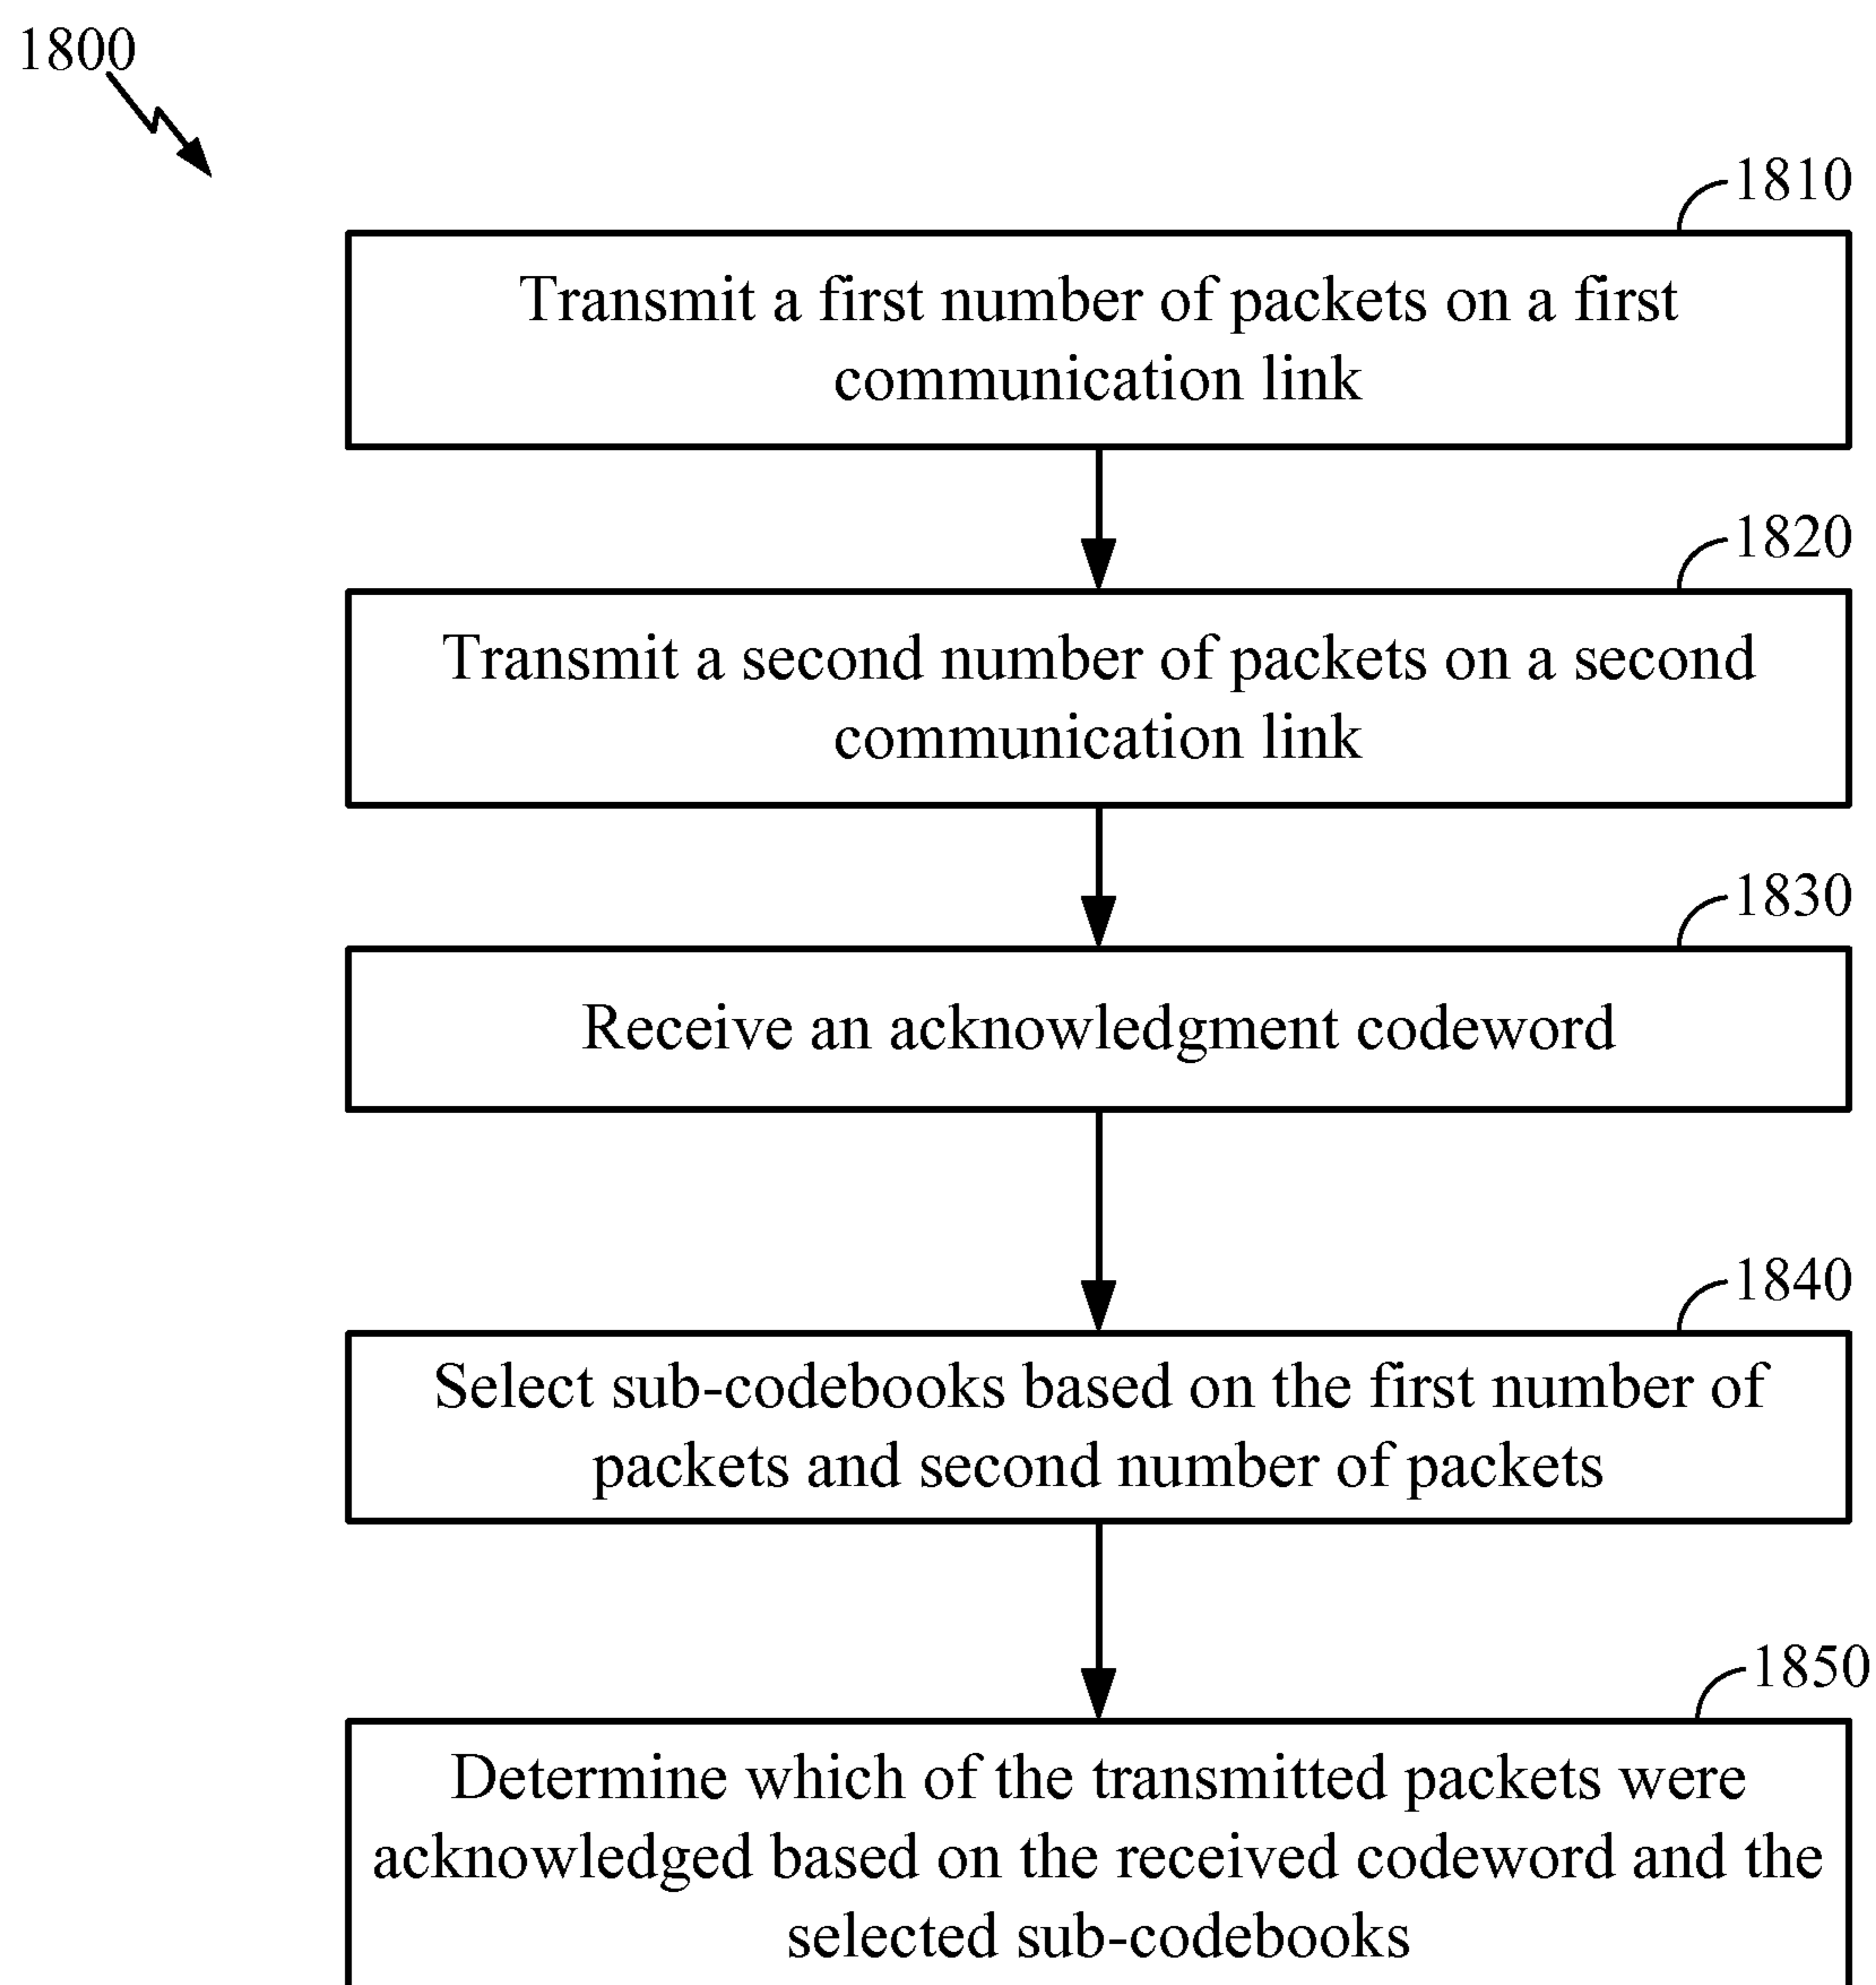 1800
1810
Transmit a first number of packets on a first
communication link
1820
Transmit a second number of packets on a second
communication link
1830
Receive an acknowledgment codeword
1840
Select sub-codebooks based on the first number of
packets and second number of packets
1850
Determine which of the transmitted packets were
acknowledged based on the received codeword and the
selected sub-codebooks